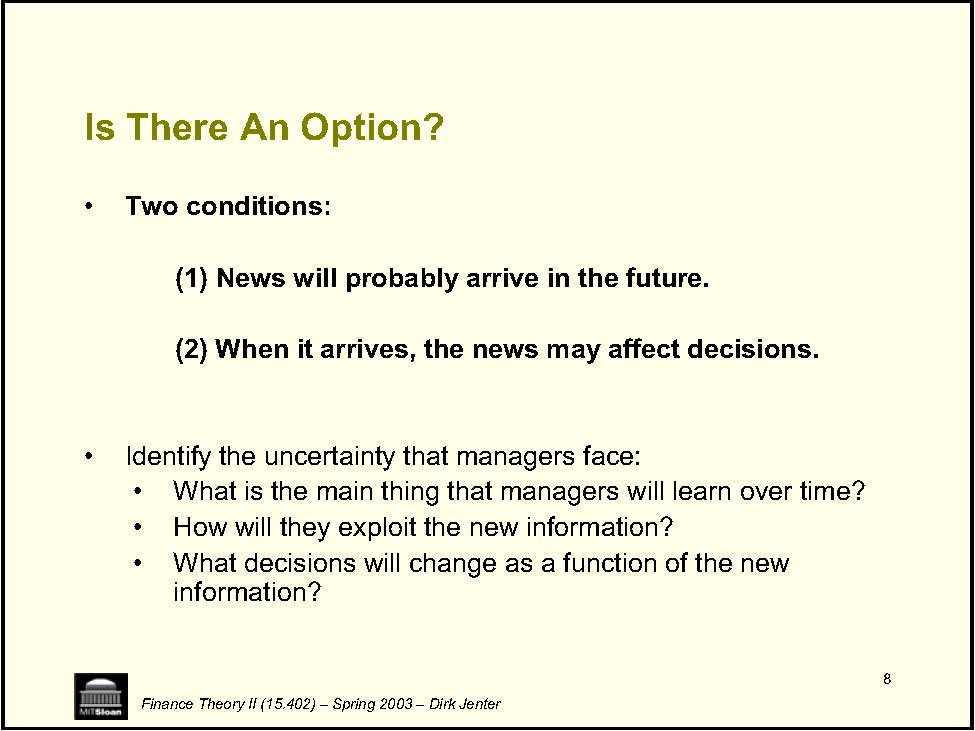 Is There An Option?
• Two conditions:
(1) News will probably arrive in the future.
(2) When it arrives, the news may affect decisions.
• Identify the uncertainty that managers face:
• What is the main thing that managers will learn over time?
• How will they exploit the new information?
• What decisions will change as a function of the new
information?
8
MITSloan
Finance Theory II (15.402) – Spring 2003 – Dirk Jenter